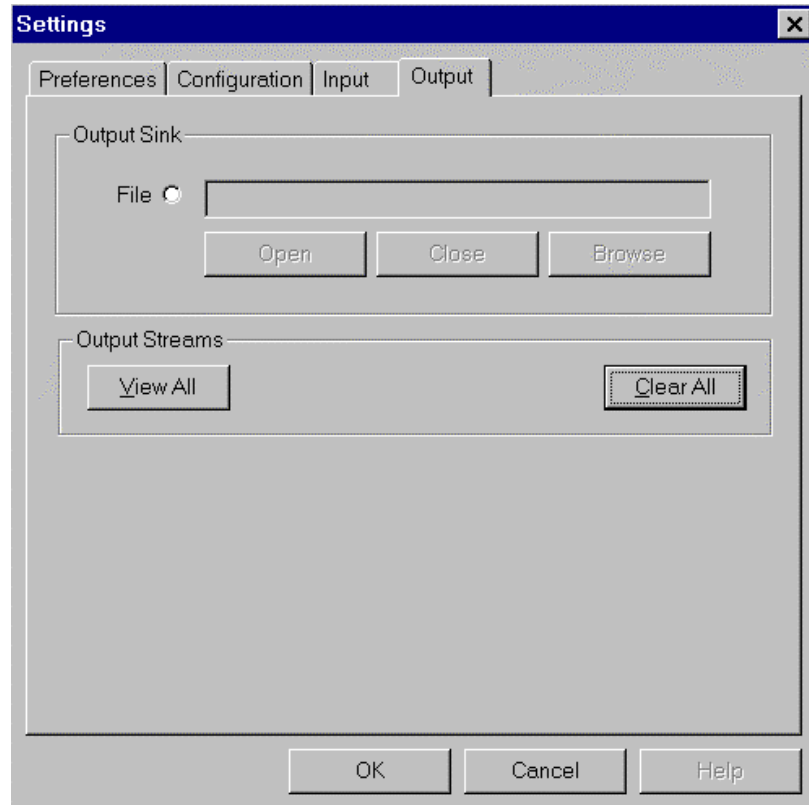 Settings
Preferences Configuration Input Output
Output Sink
File
Open Close Browse
Output Streams
View All Clear All
OK Cancel Help